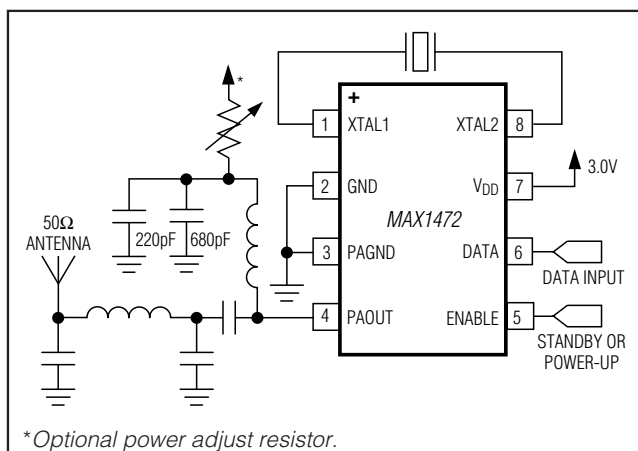 *
+
1 XTAL1 XTAL2 8
2 GND VDD 7 3.0V
MAX1472
50Ω
ANTENNA
220pF 680pF
3 PAGND DATA 6
DATA INPUT
4 PAOUT ENABLE 5
STANDBY OR
POWER-UP
*Optional power adjust resistor.